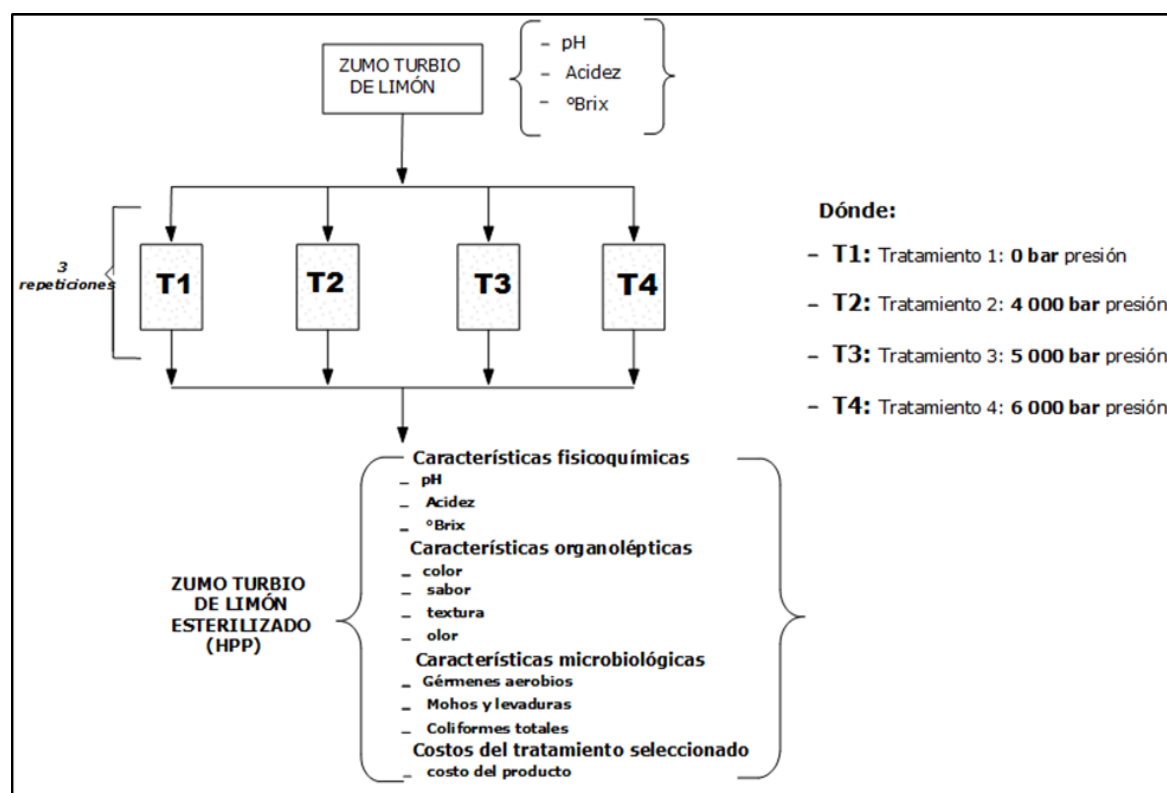 ZUMO TURBIO
DE LIMÓN
– pH
– Acidez
– ºBrix
3
repeticiones
T1
T2
T3
T4
Dónde:
– T1: Tratamiento 1: 0 bar presión
– T2: Tratamiento 2: 4 000 bar presión
– T3: Tratamiento 3: 5 000 bar presión
– T4: Tratamiento 4: 6 000 bar presión
ZUMO TURBIO
DE LIMÓN
ESTERILIZADO
(HPP)
Características fisicoquímicas
– pH
– Acidez
– ºBrix
Características organolépticas
– color
– sabor
– textura
– olor
Características microbiológicas
– Gérmenes aerobios
– Mohos y levaduras
– Coliformes totales
Costos del tratamiento seleccionado
– costo del producto